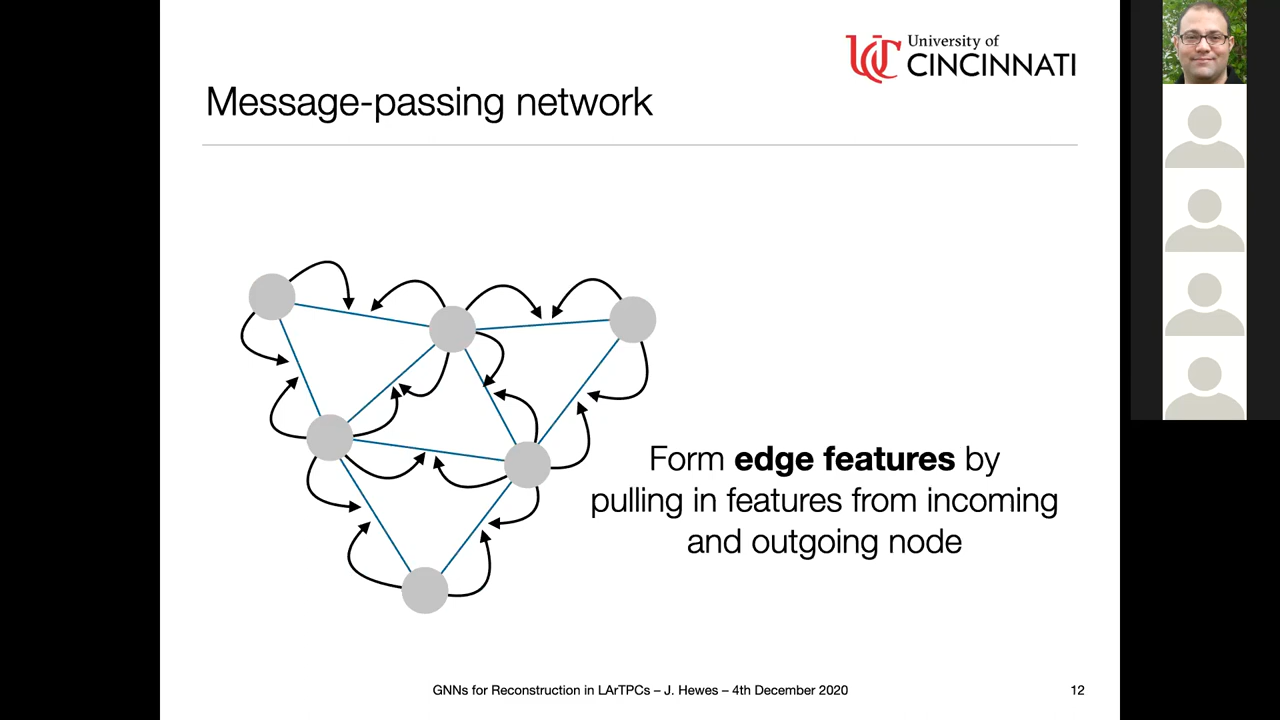 University of
CINCINNATI
Message-passing network
Form edge features by
pulling in features from incoming
and outgoing node
GNNs for Reconstruction in LArTPCs – J. Hewes – 4th December 2020
12